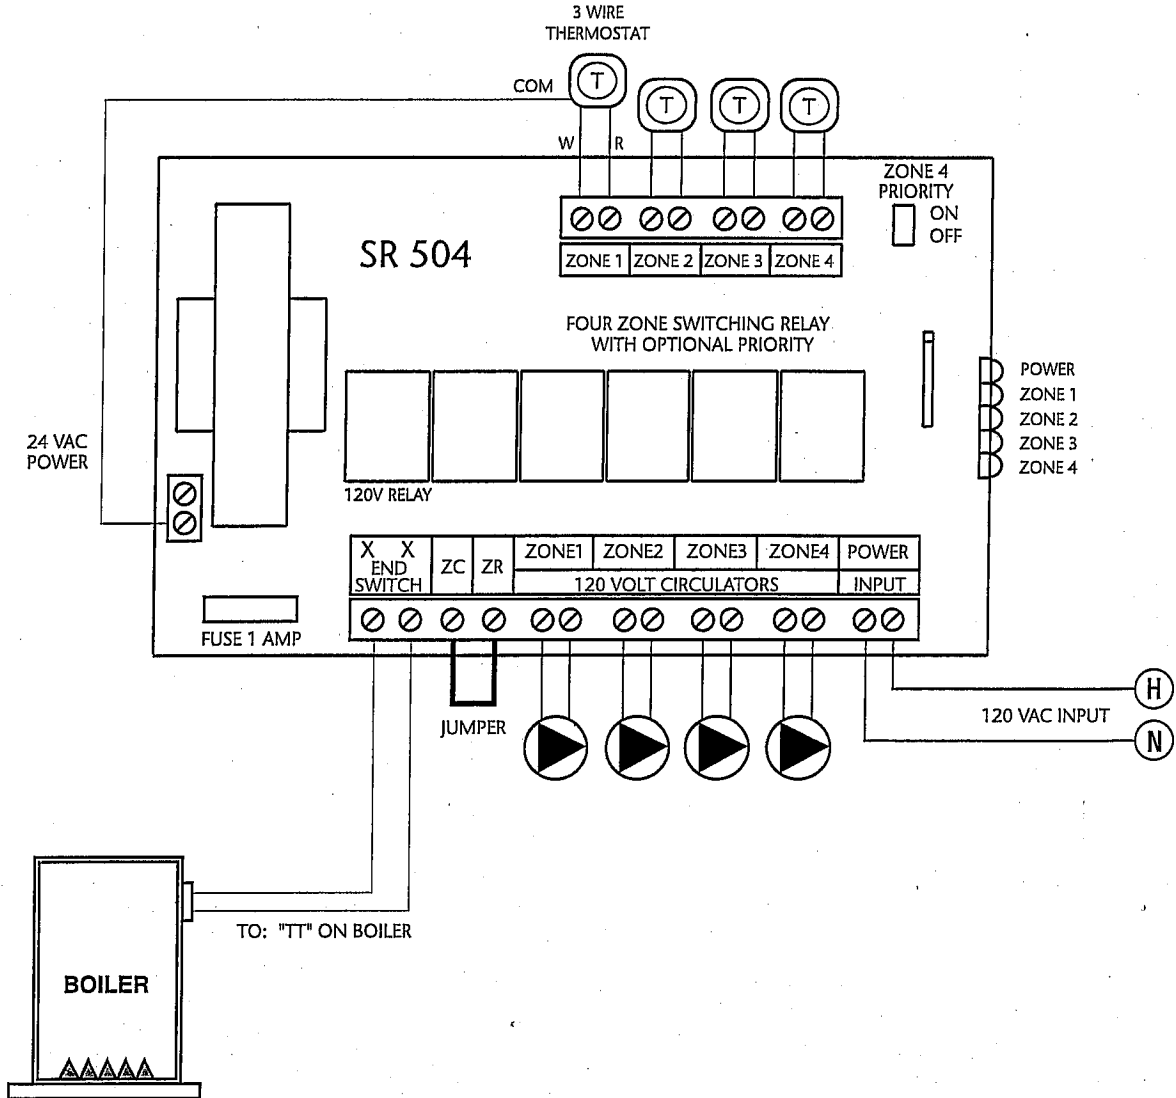 3 WIRE
THERMOSTAT
COM
T
T
T
T
W
R
ZONE 4
PRIORITY
ON
OFF
SR 504
ZONE 1
ZONE 2
ZONE 3
ZONE 4
FOUR ZONE SWITCHING RELAY
WITH OPTIONAL PRIORITY
POWER
ZONE 1
ZONE 2
ZONE 3
ZONE 4
24 VAC
POWER
120V RELAY
X X
END
SWITCH
ZC
ZR
ZONE1
ZONE2
ZONE3
ZONE4
POWER
120 VOLT CIRCULATORS
INPUT
FUSE 1 AMP
JUMPER
H
120 VAC INPUT
N
TO: "TT" ON BOILER
BOILER